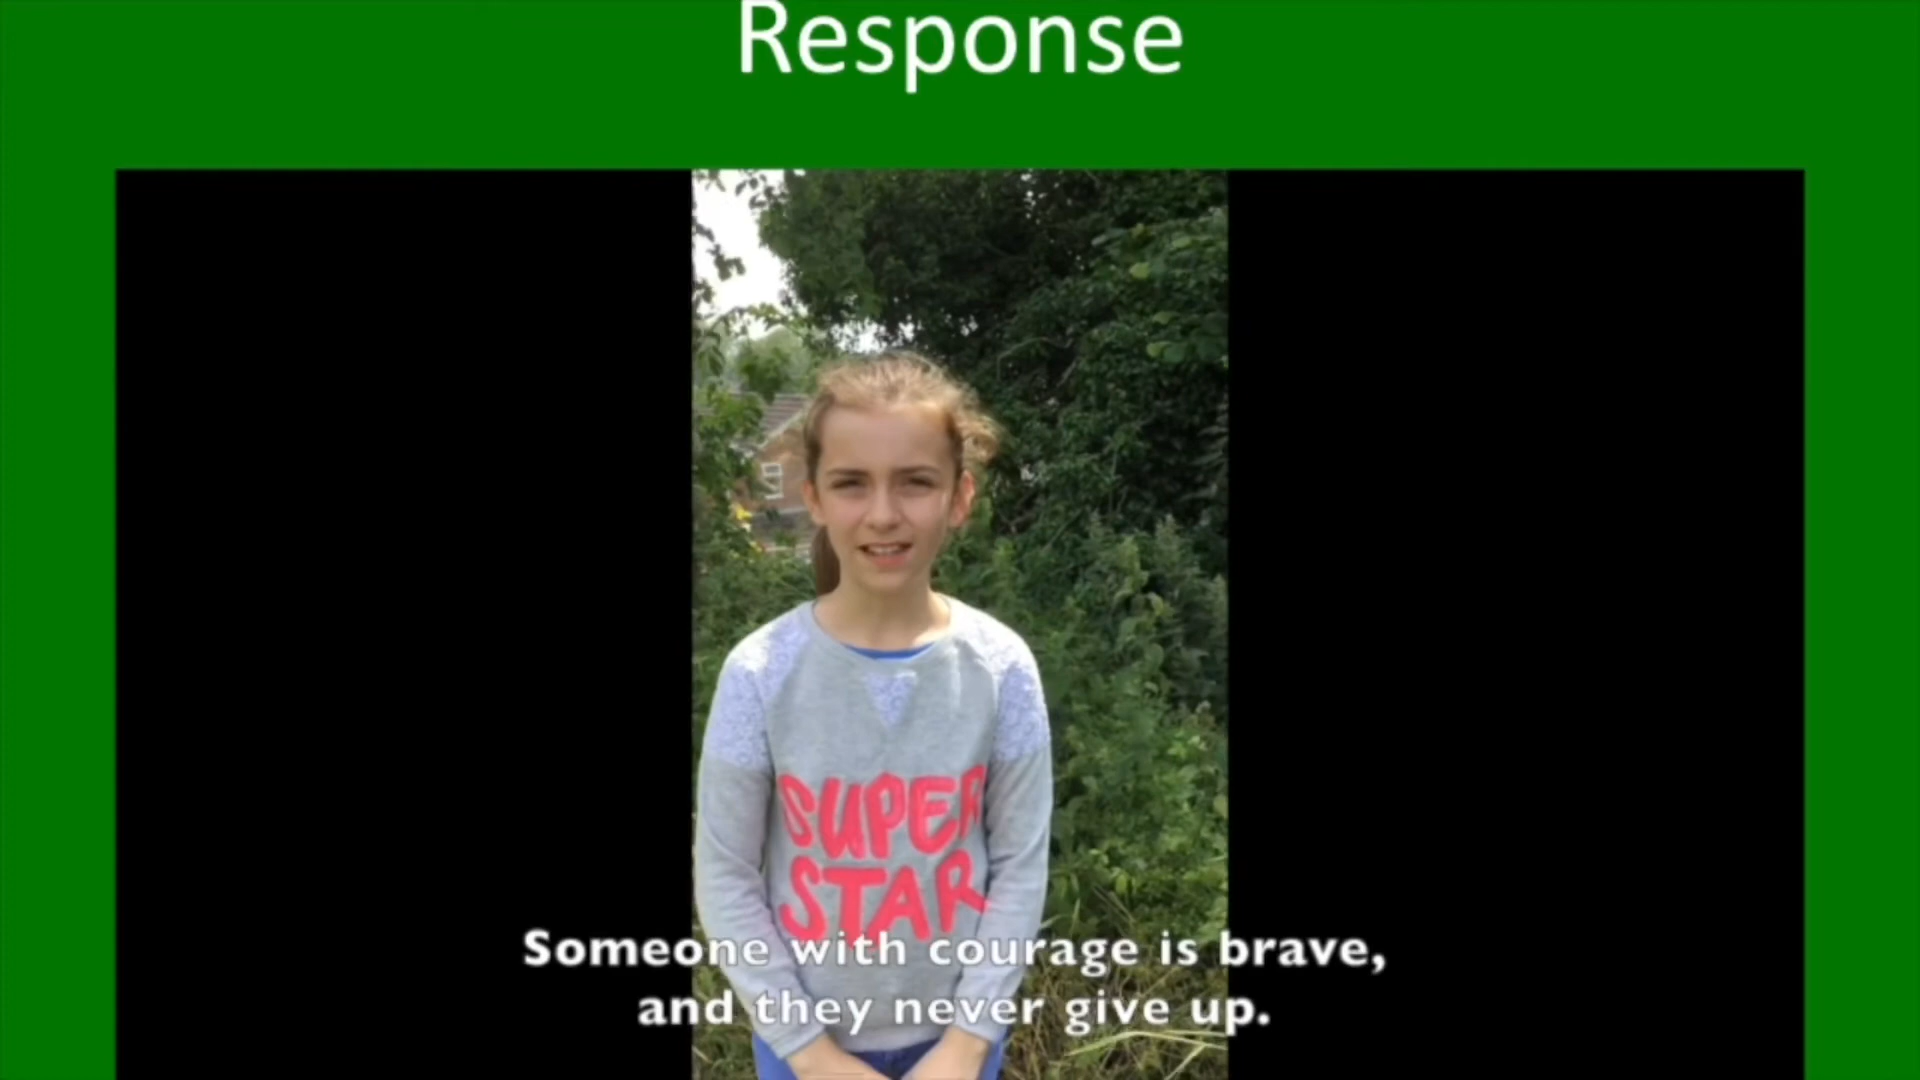 Response
SUPER
STAR
Someone with courage is brave,
and they never give up.